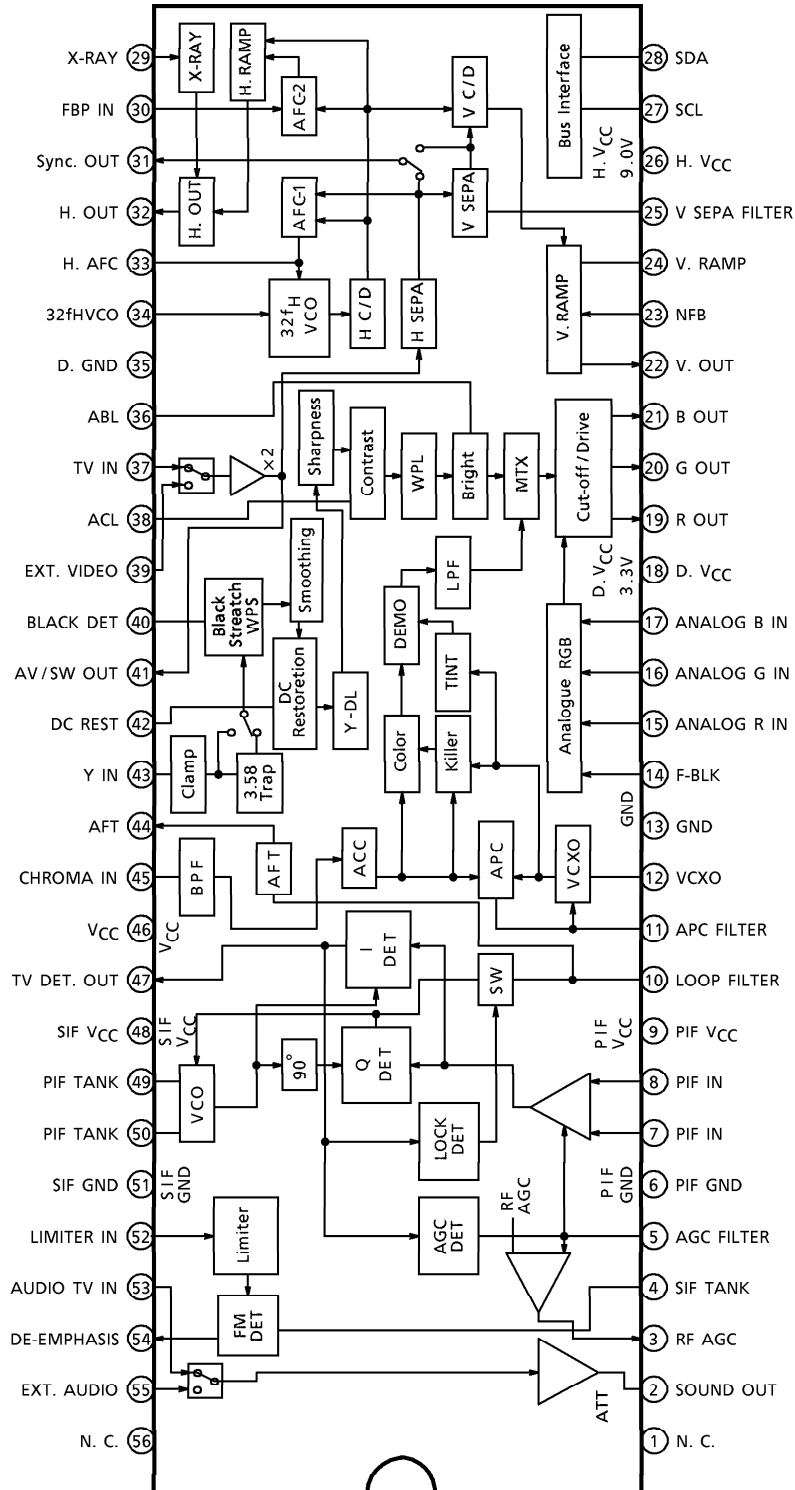 X-RAY 29
FBP IN 30
Sync. OUT 31
H. OUT 32
H. AFC 33
32fHVCO 34
D. GND 35
ABL 36
TV IN 37
ACL 38
EXT. VIDEO 39
BLACK DET 40
AV/SW OUT 41
DC REST 42
Y IN 43
AFT 44
CHROMA IN 45
VCC 46
TV DET. OUT 47
SIF VCC 48
PIF TANK 49
PIF TANK 50
SIF GND 51
LIMITER IN 52
AUDIO TV IN 53
DE-EMPHASIS 54
EXT. AUDIO 55
N. C. 56
X-RAY
H. RAMP
AFC-2
V C/D
Bus Interface
H. VCC
9.0V
H. OUT
AFC-1
V SEPA
32fH
VCO
H C/D
H SEPA
V. RAMP
×2
Sharpness
Contrast
WPL
Bright
MTX
Cut-off / Drive
D. VCC
3.3V
Smoothing
Black
Streatch
WPS
DC
Restoretion
Y-DL
DEMO
LPF
TINT
Analogue RGB
Clamp
3.58
Trap
Color
Killer
GND
BPF
AFT
ACC
APC
VCXO
VCC
I
DET
SW
SIF
VCC
PIF
VCC
VCO
90°
Q
DET
LOCK
DET
SIF
GND
PIF
GND
RF
AGC
Limiter
AGC
DET
FM
DET
ATT
28 SDA
27 SCL
26 H. VCC
25 V SEPA FILTER
24 V. RAMP
23 NFB
22 V. OUT
21 B OUT
20 G OUT
19 R OUT
18 D. VCC
17 ANALOG B IN
16 ANALOG G IN
15 ANALOG R IN
14 F-BLK
13 GND
12 VCXO
11 APC FILTER
10 LOOP FILTER
9 PIF VCC
8 PIF IN
7 PIF IN
6 PIF GND
5 AGC FILTER
4 SIF TANK
3 RF AGC
2 SOUND OUT
1 N. C.